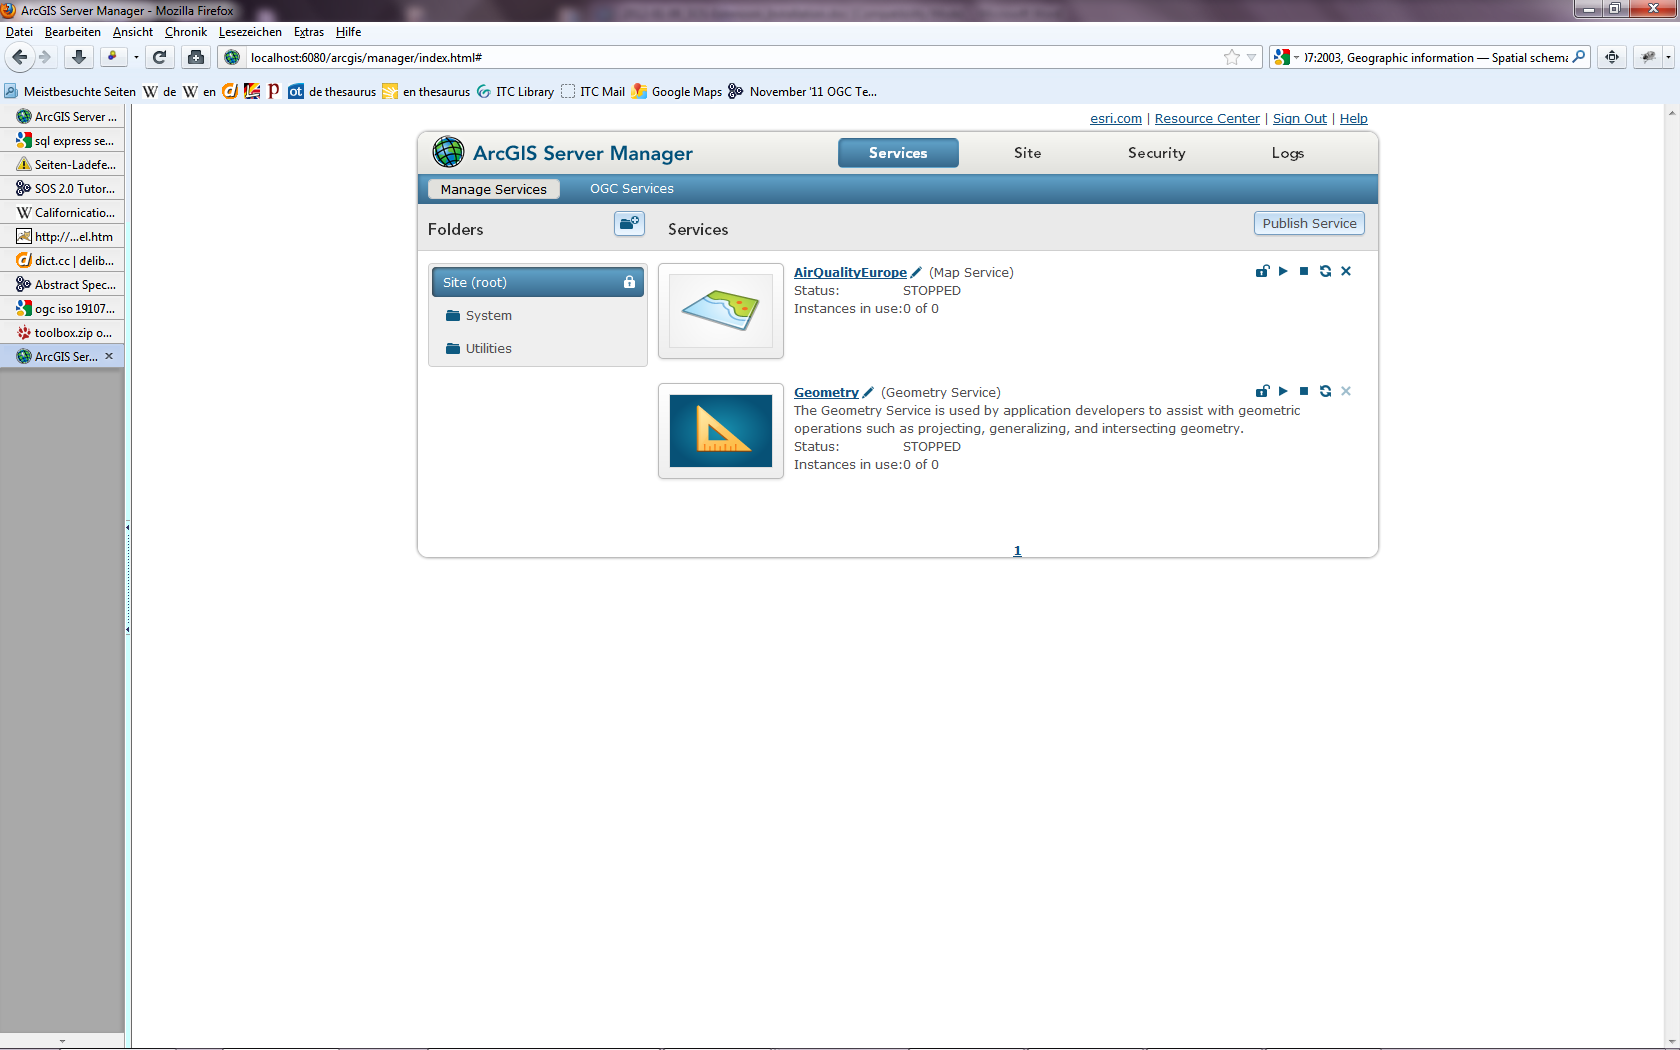 ArcGIS Server Manager - Mozilla Firefox
Datei Bearbeiten Ansicht Chronik Lesezeichen Extras Hilfe
localhost:6080/arcgis/manager/index.html#
)7:2003, Geographic information — Spatial schema
Meistbesuchte Seiten W de W en de thesaurus en thesaurus ITC Library ITC Mail Google Maps November '11 OGC Te...
ArcGIS Server ...
sql express se...
Seiten-Ladefe...
SOS 2.0 Tutor...
Californicatio...
http://...el.htm
dict.cc | delib...
Abstract Spec...
ogc iso 19107...
toolbox.zip o...
ArcGIS Ser...
esri.com | Resource Center | Sign Out | Help
ArcGIS Server Manager
Services Site Security Logs
Manage Services OGC Services
Folders
Services
Publish Service
Site (root)
System
Utilities
AirQualityEurope (Map Service)
Status: STOPPED
Instances in use:0 of 0
Geometry (Geometry Service)
The Geometry Service is used by application developers to assist with geometric
operations such as projecting, generalizing, and intersecting geometry.
Status: STOPPED
Instances in use:0 of 0
1